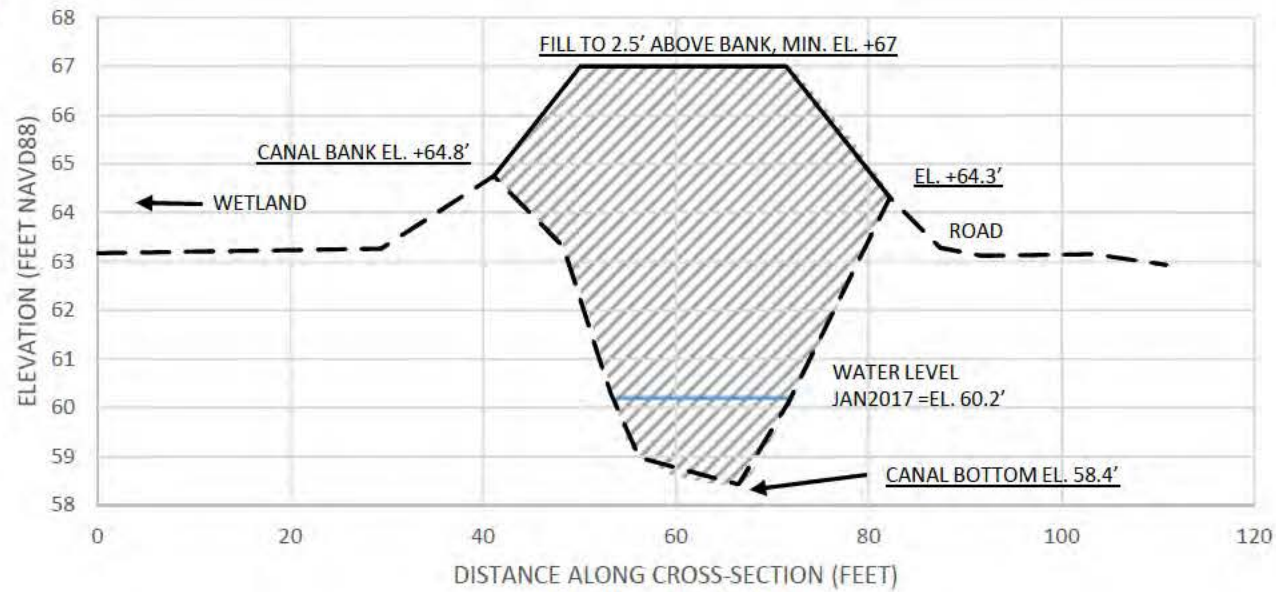 68
67
66
65
64
63
62
61
60
59
58
ELEVATION (FEET NAVD88)
FILL TO 2.5' ABOVE BANK, MIN. EL. +67
CANAL BANK EL. +64.8'
WETLAND
EL. +64.3'
ROAD
WATER LEVEL
JAN2017 =EL. 60.2'
CANAL BOTTOM EL. 58.4'
0 20 40 60 80 100 120
DISTANCE ALONG CROSS-SECTION (FEET)